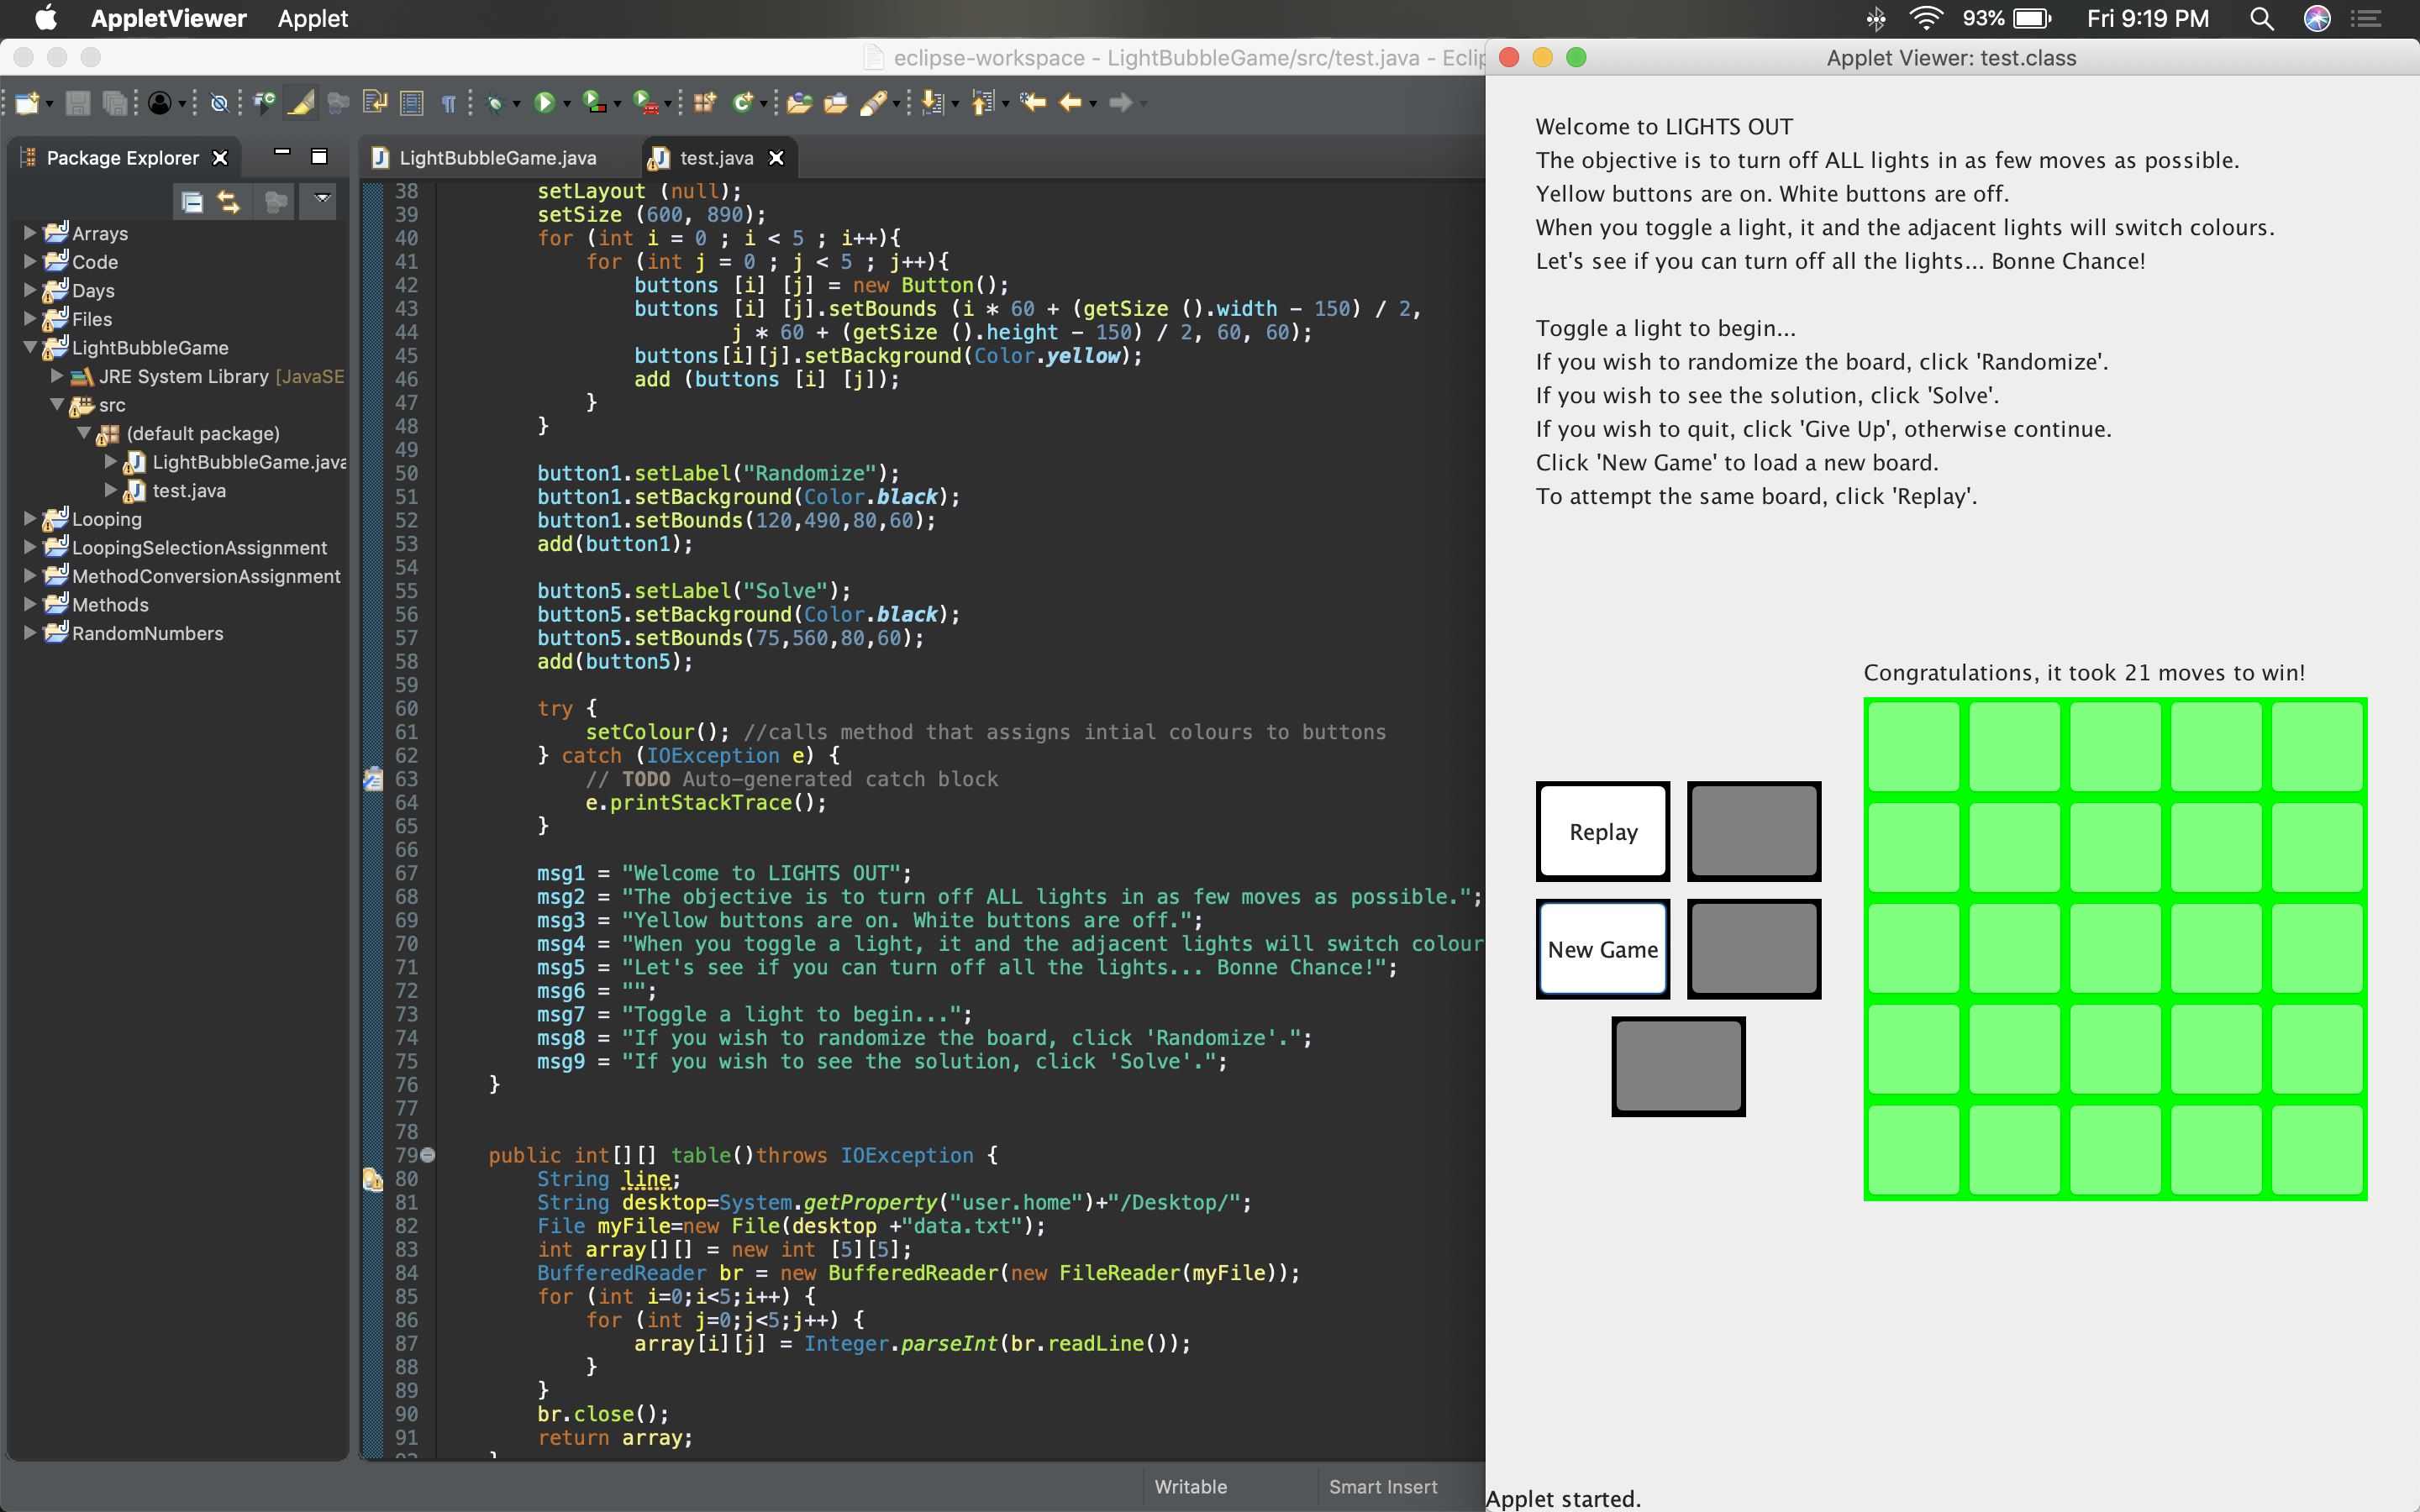 AppletViewer Applet
93% Fri 9:19 PM
eclipse-workspace - LightBubbleGame/src/test.java - Eclip
Applet Viewer: test.class
Package Explorer
LightBubbleGame.java
test.java
Arrays
Code
Days
Files
LightBubbleGame
JRE System Library [JavaSE
src
(default package)
LightBubbleGame.java
test.java
Looping
LoopingSelectionAssignment
MethodConversionAssignment
Methods
RandomNumbers
38 setLayout (null);
39 setSize (600, 890);
40 for (int i = 0 ; i < 5 ; i++){
41 for (int j = 0 ; j < 5 ; j++){
42 buttons [i] [j] = new Button();
43 buttons [i] [j].setBounds (i * 60 + (getSize ().width - 150) / 2,
44 j * 60 + (getSize ().height - 150) / 2, 60, 60);
45 buttons[i][j].setBackground(Color.yellow);
46 add (buttons [i] [j]);
47 }
48 }
49
50 button1.setLabel("Randomize");
51 button1.setBackground(Color.black);
52 button1.setBounds(120,490,80,60);
53 add(button1);
54
55 button5.setLabel("Solve");
56 button5.setBackground(Color.black);
57 button5.setBounds(75,560,80,60);
58 add(button5);
59
60 try {
61 setColour(); //calls method that assigns intial colours to buttons
62 } catch (IOException e) {
63 // TODO Auto-generated catch block
64 e.printStackTrace();
65 }
66
67 msg1 = "Welcome to LIGHTS OUT";
68 msg2 = "The objective is to turn off ALL lights in as few moves as possible.";
69 msg3 = "Yellow buttons are on. White buttons are off.";
70 msg4 = "When you toggle a light, it and the adjacent lights will switch colour
71 msg5 = "Let's see if you can turn off all the lights... Bonne Chance!";
72 msg6 = "";
73 msg7 = "Toggle a light to begin...";
74 msg8 = "If you wish to randomize the board, click 'Randomize'.";
75 msg9 = "If you wish to see the solution, click 'Solve'.";
76 }
77
78
79 public int[][] table()throws IOException {
80 String line;
81 String desktop=System.getProperty("user.home")+"/Desktop/";
82 File myFile=new File(desktop +"data.txt");
83 int array[][] = new int [5][5];
84 BufferedReader br = new BufferedReader(new FileReader(myFile));
85 for (int i=0;i<5;i++) {
86 for (int j=0;j<5;j++) {
87 array[i][j] = Integer.parseInt(br.readLine());
88 }
89 }
90 br.close();
91 return array;
Writable Smart Insert
Welcome to LIGHTS OUT
The objective is to turn off ALL lights in as few moves as possible.
Yellow buttons are on. White buttons are off.
When you toggle a light, it and the adjacent lights will switch colours.
Let's see if you can turn off all the lights... Bonne Chance!
Toggle a light to begin...
If you wish to randomize the board, click 'Randomize'.
If you wish to see the solution, click 'Solve'.
If you wish to quit, click 'Give Up', otherwise continue.
Click 'New Game' to load a new board.
To attempt the same board, click 'Replay'.
Congratulations, it took 21 moves to win!
Replay
New Game
Applet started.